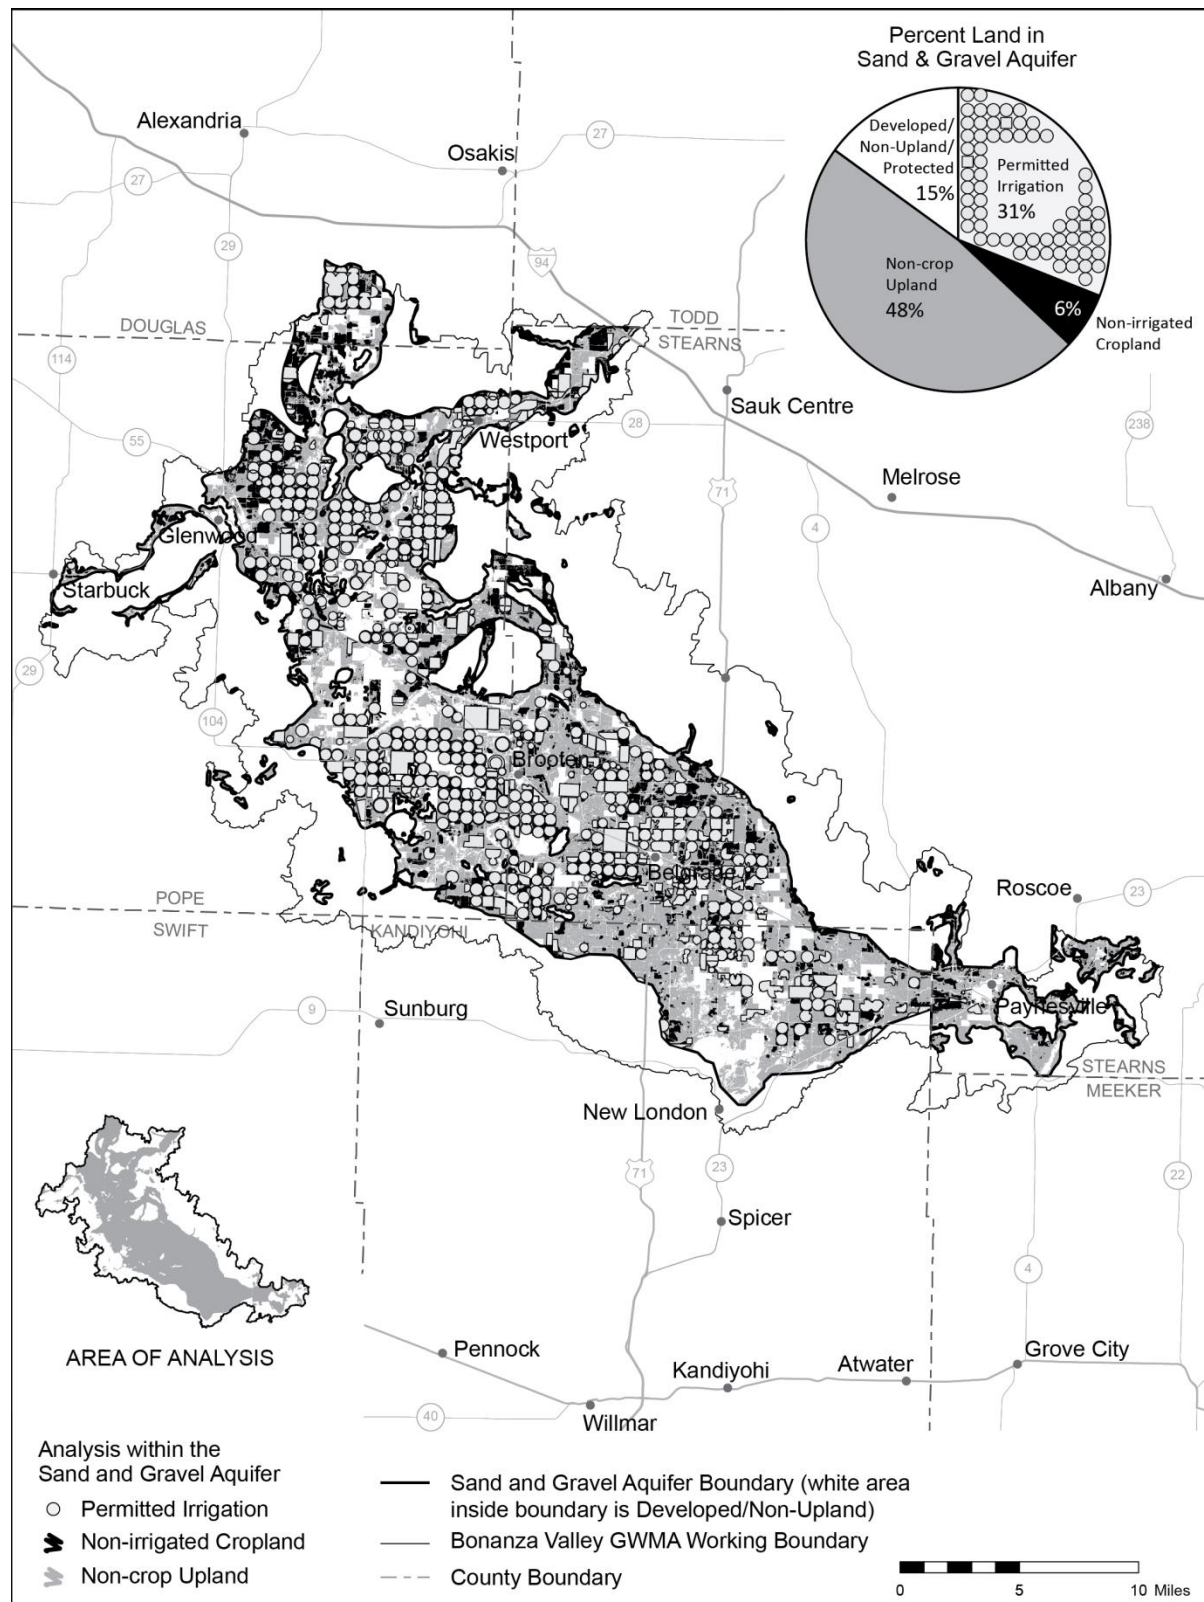 Percent Land in
Sand & Gravel Aquifer
Developed/
Non-Upland/
Protected
15%
Permitted
Irrigation
31%
Non-crop
Upland
48%
6%
Non-irrigated
Cropland
Alexandria
Osakis
27
27
29
94
DOUGLAS
TODD
STEARNS
114
Sauk Centre
28
Westport
55
238
Melrose
71
4
Glenwood
Starbuck
Albany
29
104
Brooten
Belgrade
POPE
SWIFT
KANDIYOHI
Roscoe
23
9
Sunburg
Paynesville
STEARNS
MEEKER
New London
71
23
22
Spicer
4
AREA OF ANALYSIS
Pennock
Kandiyohi
Atwater
Grove City
40
Willmar
Analysis within the
Sand and Gravel Aquifer
Permitted Irrigation
Non-irrigated Cropland
Non-crop Upland
Sand and Gravel Aquifer Boundary (white area
inside boundary is Developed/Non-Upland)
Bonanza Valley GWMA Working Boundary
County Boundary
0 5 10 Miles